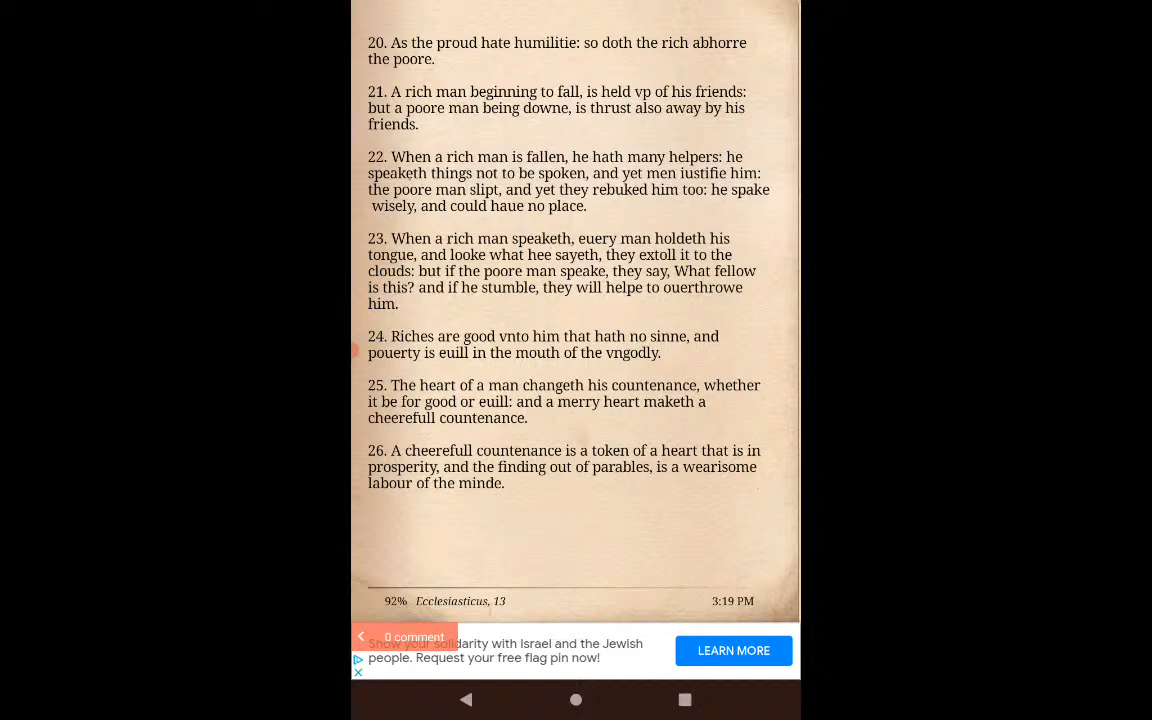 20. As the proud hate humilitie: so doth the rich abhorre
the poore.
21. A rich man beginning to fall, is held vp of his friends:
but a poore man being downe, is thrust also away by his
friends.
22. When a rich man is fallen, he hath many helpers: he
speaketh things not to be spoken, and yet men iustifie him:
the poore man slipt, and yet they rebuked him too: he spake
wisely, and could haue no place.
23. When a rich man speaketh, euery man holdeth his
tongue, and looke what hee sayeth, they extoll it to the
clouds: but if the poore man speake, they say, What fellow
is this? and if he stumble, they will helpe to ouerthrowe
him.
24. Riches are good vnto him that hath no sinne, and
pouerty is euill in the mouth of the vngodly.
25. The heart of a man changeth his countenance, whether
it be for good or euill: and a merry heart maketh a
cheerefull countenance.
26. A cheerefull countenance is a token of a heart that is in
prosperity, and the finding out of parables, is a wearisome
labour of the minde.
92% Ecclesiasticus, 13 3:19 PM
0 comment
Show your solidarity with Israel and the Jewish
people. Request your free flag pin now!
LEARN MORE